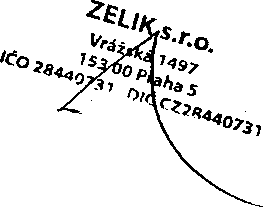 ZELIK s.r.o.
Vrážská 1497
153 00 Praha 5
IČO 28440731 DIČ CZ28440731